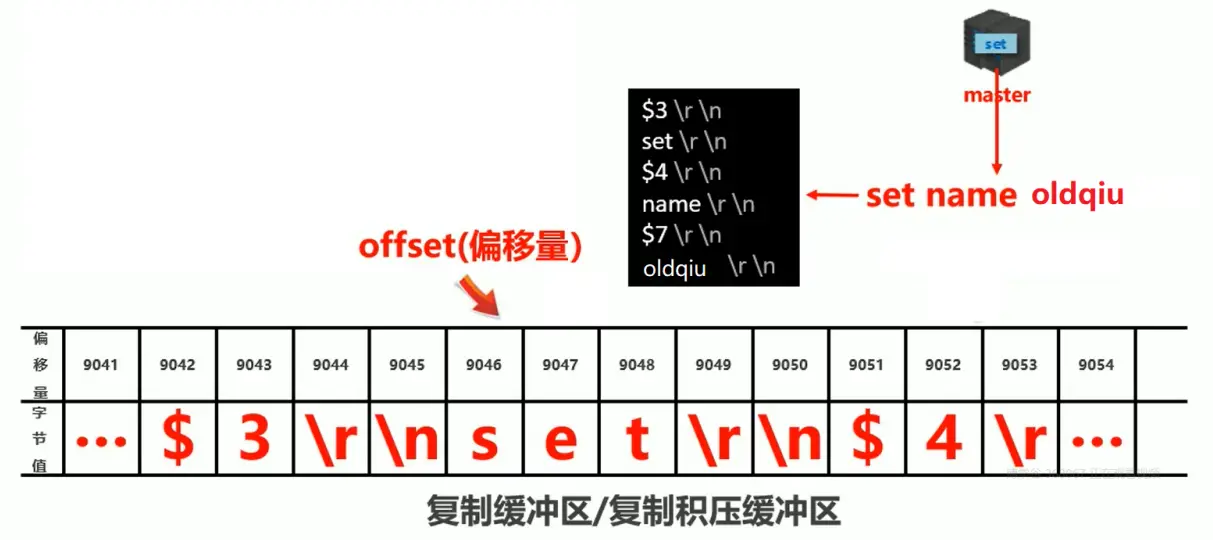 set
master
$3 \r \n
set \r \n
$4 \r \n
name \r \n
$7 \r \n
oldqiu \r \n
set name oldqiu
offset(偏移量)
偏移量 9041 9042 9043 9044 9045 9046 9047 9048 9049 9050 9051 9052 9053 9054
字节值 ... $ 3 \r \n s e t \r \n $ 4 \r ...
复制缓冲区/复制积压缓冲区